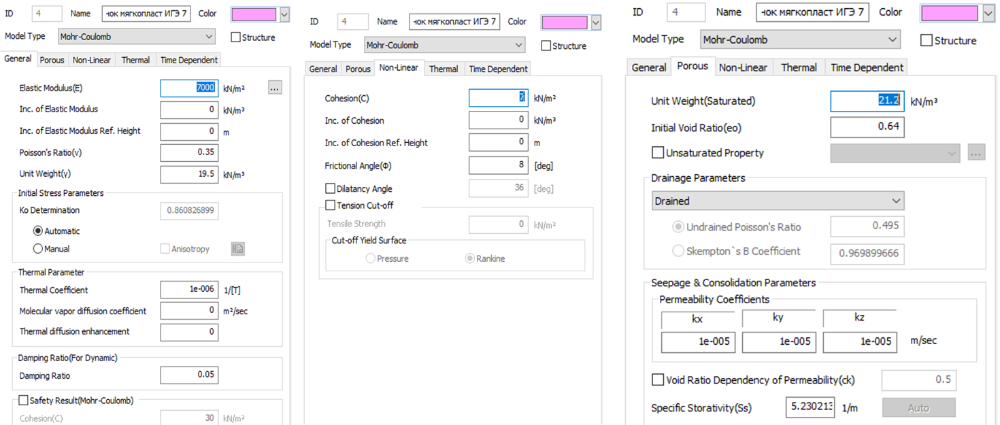 ID 4 Name нок мягкопласт ИГЭ 7 Color
Model Type Mohr-Coulomb Structure
General Porous Non-Linear Thermal Time Dependent
Elastic Modulus(E) 7000 kN/m²
...
Inc. of Elastic Modulus 0 kN/m³
Inc. of Elastic Modulus Ref. Height 0 m
Poisson's Ratio(ν) 0.35
Unit Weight(γ) 19.5 kN/m³
Initial Stress Parameters
Ko Determination 0.860826899
Automatic
Manual Anisotropy
Thermal Parameter
Thermal Coefficient 1e-006 1/[T]
Molecular vapor diffusion coefficient 0 m²/sec
Thermal diffusion enhancement 0
Damping Ratio(For Dynamic)
Damping Ratio 0.05
Safety Result(Mohr-Coulomb)
Cohesion(C) 30 kN/m²
ID 4 Name нок мягкопласт ИГЭ 7 Color
Model Type Mohr-Coulomb Structure
General Porous Non-Linear Thermal Time Dependent
Cohesion(C) 7 kN/m²
Inc. of Cohesion 0 kN/m³
Inc. of Cohesion Ref. Height 0 m
Frictional Angle(Φ) 8 [deg]
Dilatancy Angle 36 [deg]
Tension Cut-off
Tensile Strength 0 kN/m²
Cut-off Yield Surface
Pressure Rankine
ID 4 Name нок мягкопласт ИГЭ 7 Color
Model Type Mohr-Coulomb Structure
General Porous Non-Linear Thermal Time Dependent
Unit Weight(Saturated) 21.2 kN/m³
Initial Void Ratio(eo) 0.64
Unsaturated Property ...
Drainage Parameters
Drained
Undrained Poisson's Ratio 0.495
Skempton`s B Coefficient 0.969899666
Seepage & Consolidation Parameters
Permeability Coefficients
kx ky kz
1e-005 1e-005 1e-005 m/sec
Void Ratio Dependency of Permeability(ck) 0.5
Specific Storativity(Ss) 5.230213 1/m Auto